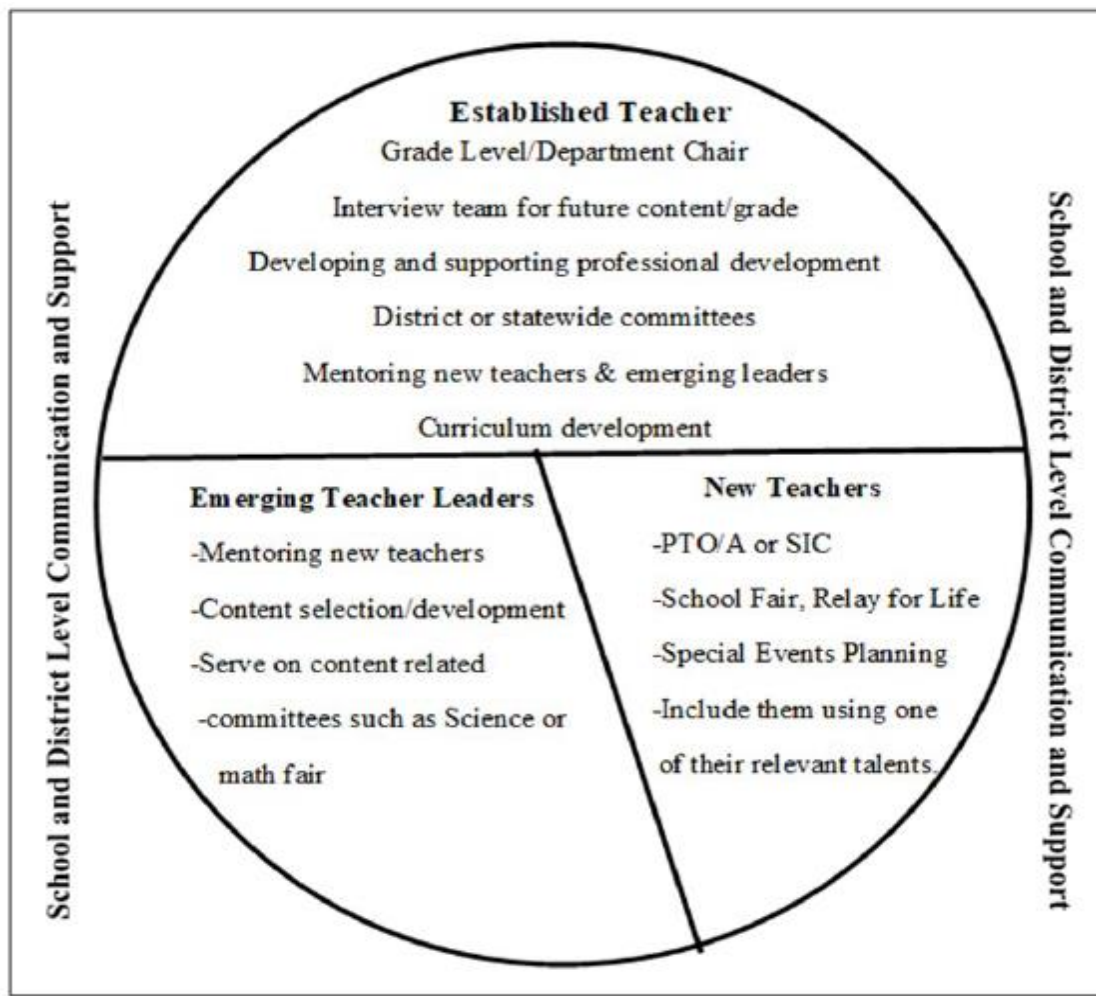 School and District Level Communication and Support
Established Teacher
Grade Level/Department Chair
Interview team for future content/grade
Developing and supporting professional development
District or statewide committees
Mentoring new teachers & emerging leaders
Curriculum development
Emerging Teacher Leaders
-Mentoring new teachers
-Content selection/development
-Serve on content related
-committees such as Science or
math fair
New Teachers
-PTO/A or SIC
-School Fair, Relay for Life
-Special Events Planning
-Include them using one
of their relevant talents.
School and District Level Communication and Support